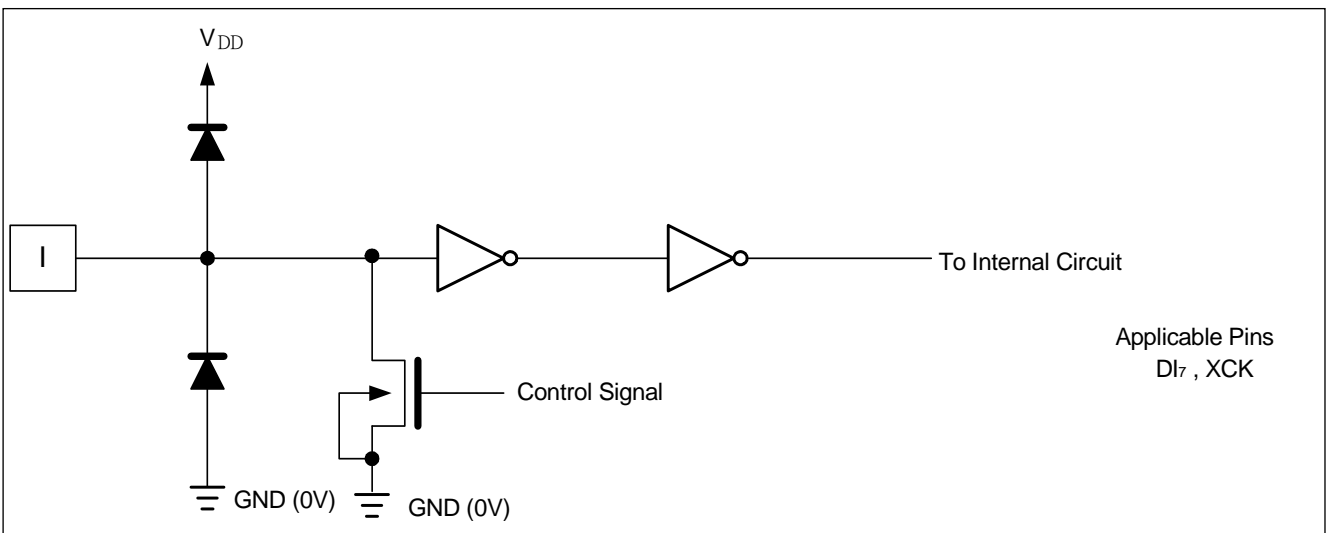 VDD
I
To Internal Circuit
Applicable Pins
DI7 , XCK
Control Signal
GND (0V)
GND (0V)